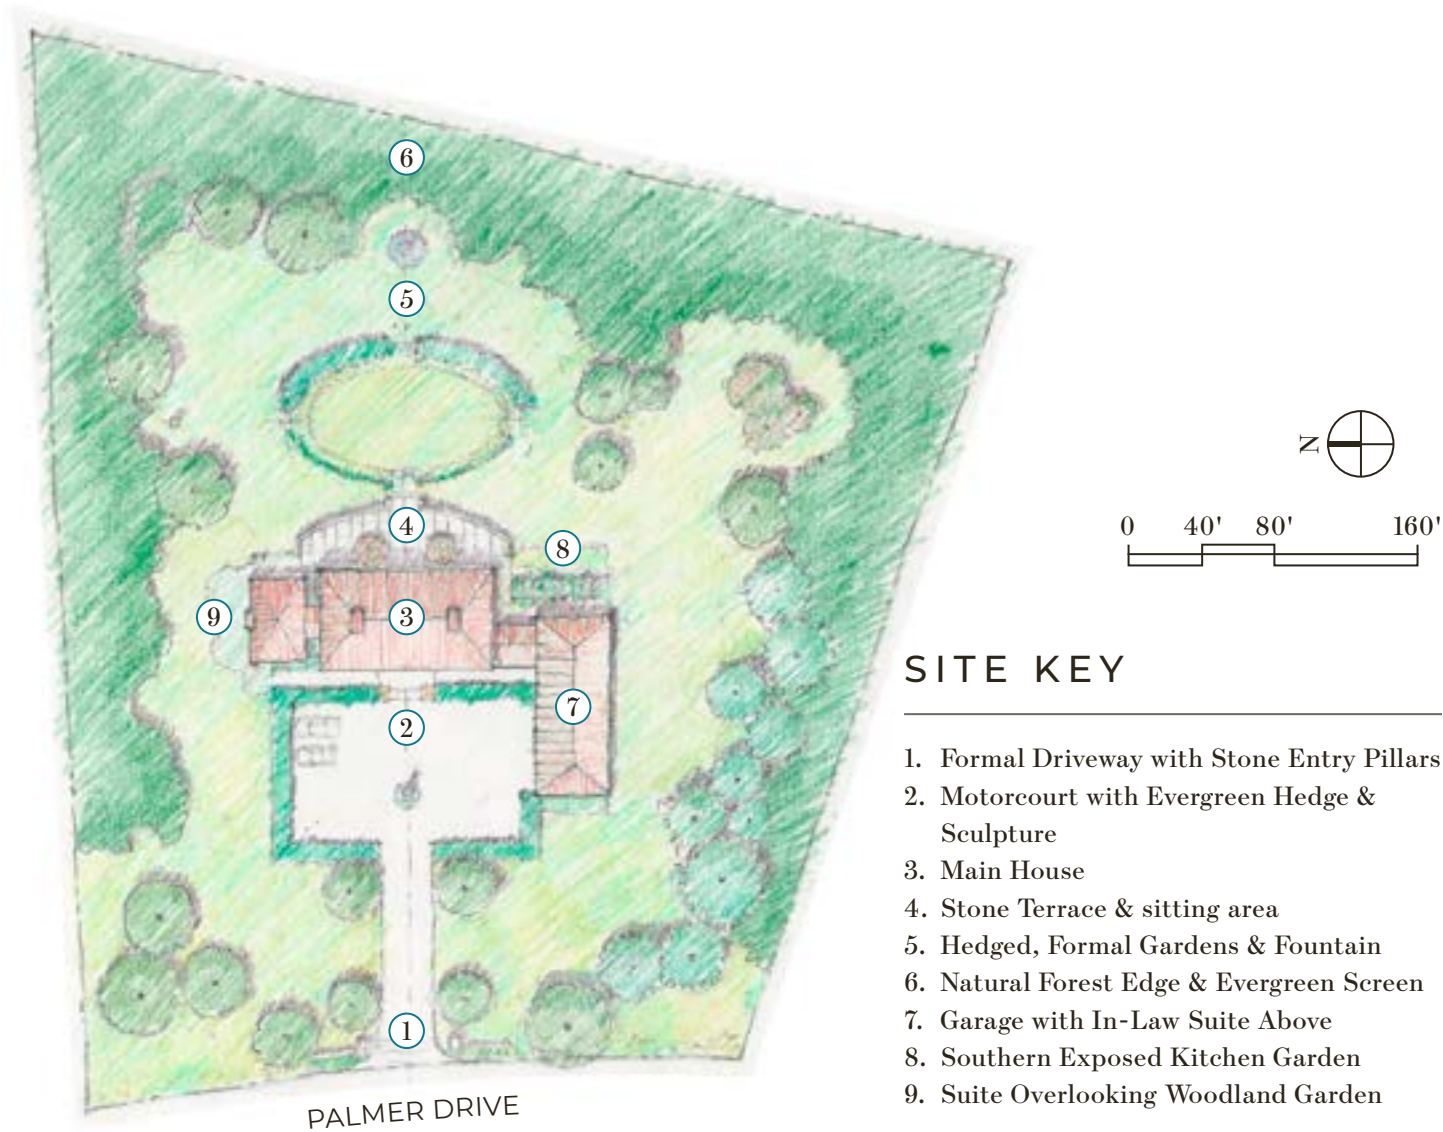 6
5
4
8
9
3
7
2
1
PALMER DRIVE
N
0 40' 80' 160'
SITE KEY
1. Formal Driveway with Stone Entry Pillars
2. Motorcourt with Evergreen Hedge &
Sculpture
3. Main House
4. Stone Terrace & sitting area
5. Hedged, Formal Gardens & Fountain
6. Natural Forest Edge & Evergreen Screen
7. Garage with In-Law Suite Above
8. Southern Exposed Kitchen Garden
9. Suite Overlooking Woodland Garden